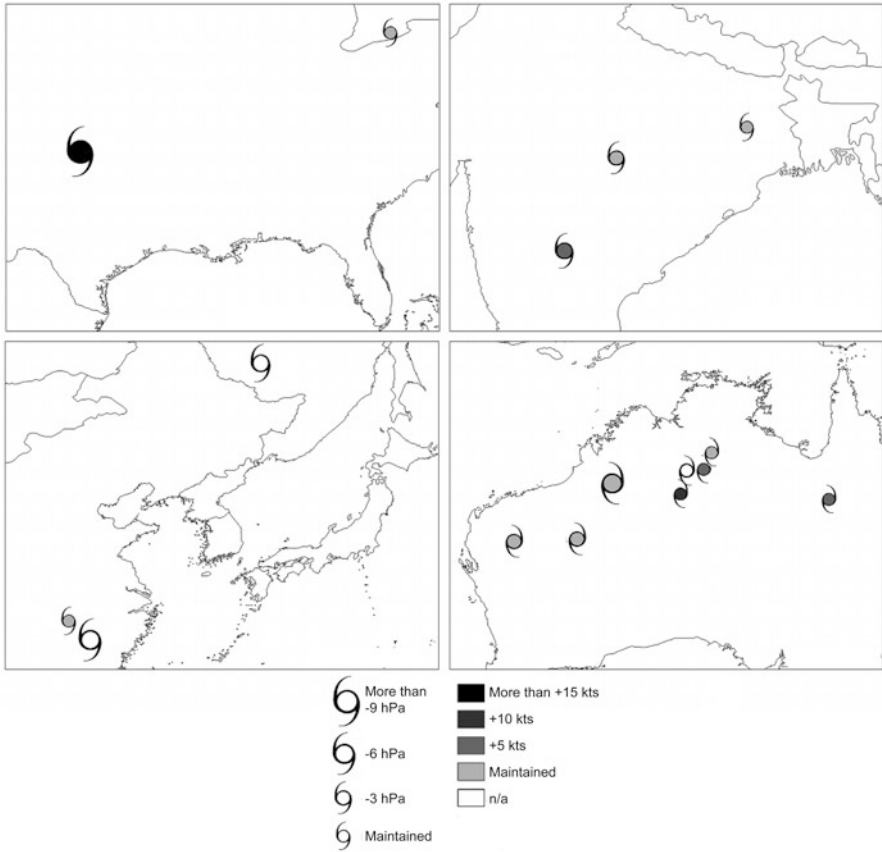 More than
-9 hPa
-6 hPa
-3 hPa
Maintained
More than +15 kts
+10 kts
+5 kts
Maintained
n/a